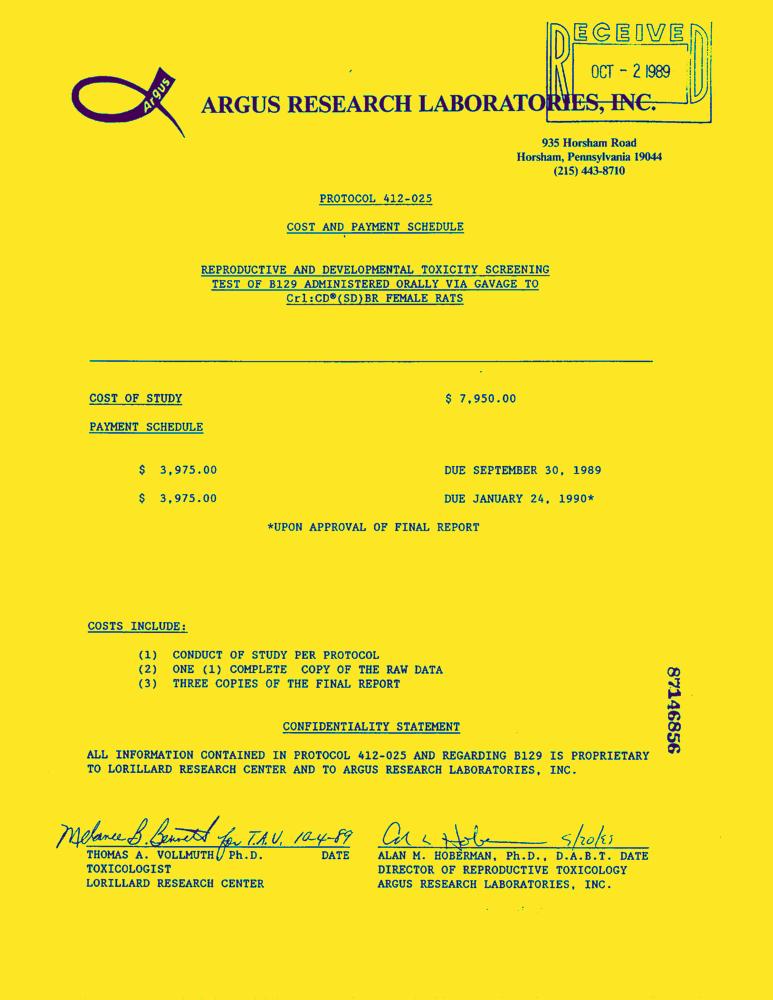 RECEIVED
OCT - 2 1989
Argus
ARGUS RESEARCH LABORATORIES, INC.
935 Horsham Road
Horsham, Pennsylvania 19044
(215) 443-8710
PROTOCOL 412-025
COST AND PAYMENT SCHEDULE
REPRODUCTIVE AND DEVELOPMENTAL TOXICITY SCREENING
TEST OF B129 ADMINISTERED ORALLY VIA GAVAGE TO
Crl:CD®(SD)BR FEMALE RATS
COST OF STUDY $ 7,950.00
PAYMENT SCHEDULE
$ 3,975.00 DUE SEPTEMBER 30, 1989
$ 3,975.00 DUE JANUARY 24, 1990*
*UPON APPROVAL OF FINAL REPORT
COSTS INCLUDE:
(1) CONDUCT OF STUDY PER PROTOCOL
(2) ONE (1) COMPLETE COPY OF THE RAW DATA
(3) THREE COPIES OF THE FINAL REPORT
87146856
CONFIDENTIALITY STATEMENT
ALL INFORMATION CONTAINED IN PROTOCOL 412-025 AND REGARDING B129 IS PROPRIETARY
TO LORILLARD RESEARCH CENTER AND TO ARGUS RESEARCH LABORATORIES, INC.
Melanee B. Bennett for T.A.V. 10-4-89
THOMAS A. VOLLMUTH Ph.D. DATE
TOXICOLOGIST
LORILLARD RESEARCH CENTER
ALAN M. HOBERMAN, Ph.D., D.A.B.T. DATE
DIRECTOR OF REPRODUCTIVE TOXICOLOGY
ARGUS RESEARCH LABORATORIES, INC.